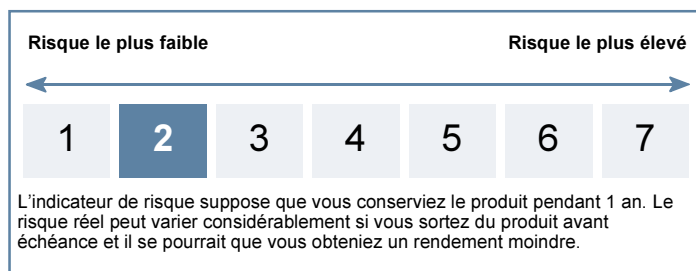 Risque le plus faible Risque le plus élevé
1 2 3 4 5 6 7
L'indicateur de risque suppose que vous conserviez le produit pendant 1 an. Le
risque réel peut varier considérablement si vous sortez du produit avant
échéance et il se pourrait que vous obteniez un rendement moindre.